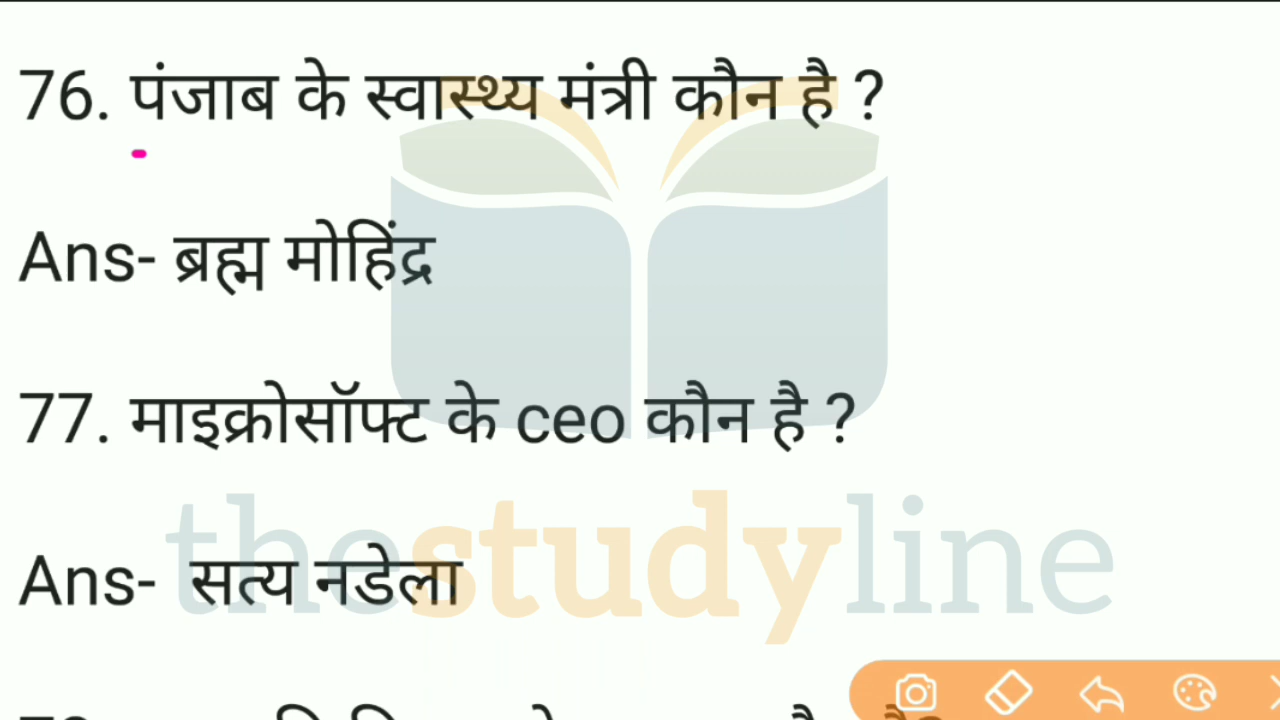 76. पंजाब के स्वास्थ्य मंत्री कौन है ?
Ans- ब्रह्म मोहिंद्र
77. माइक्रोसॉफ्ट के ceo कौन है ?
Ans- सत्य नडेला
thestudyline